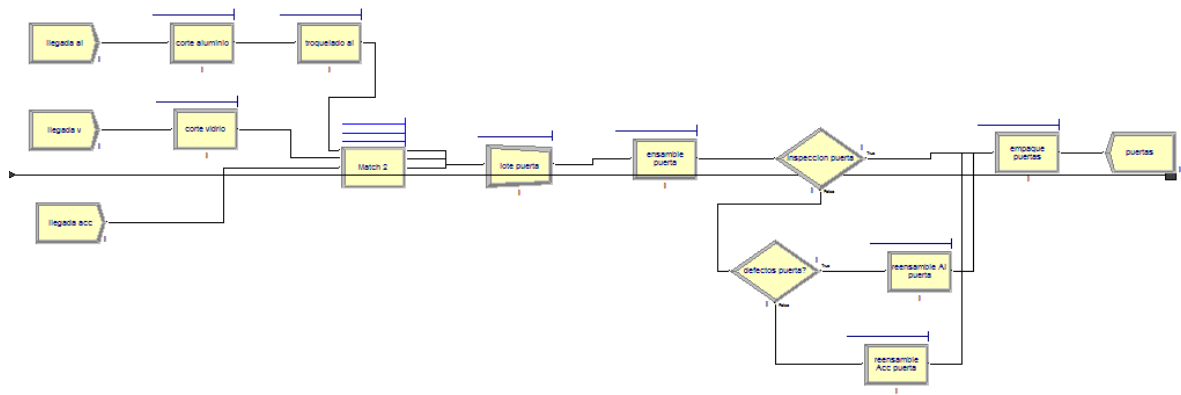 llegada al
corte aluminio
troquelado al
llegada v
corte vidrio
Match 2
lote puerta
ensamble
puerta
inspeccion puerta
True
False
empaque
puertas
puertas
llegada acc
defectos puerta?
True
False
reensamble Al
puerta
reensamble
Acc puerta